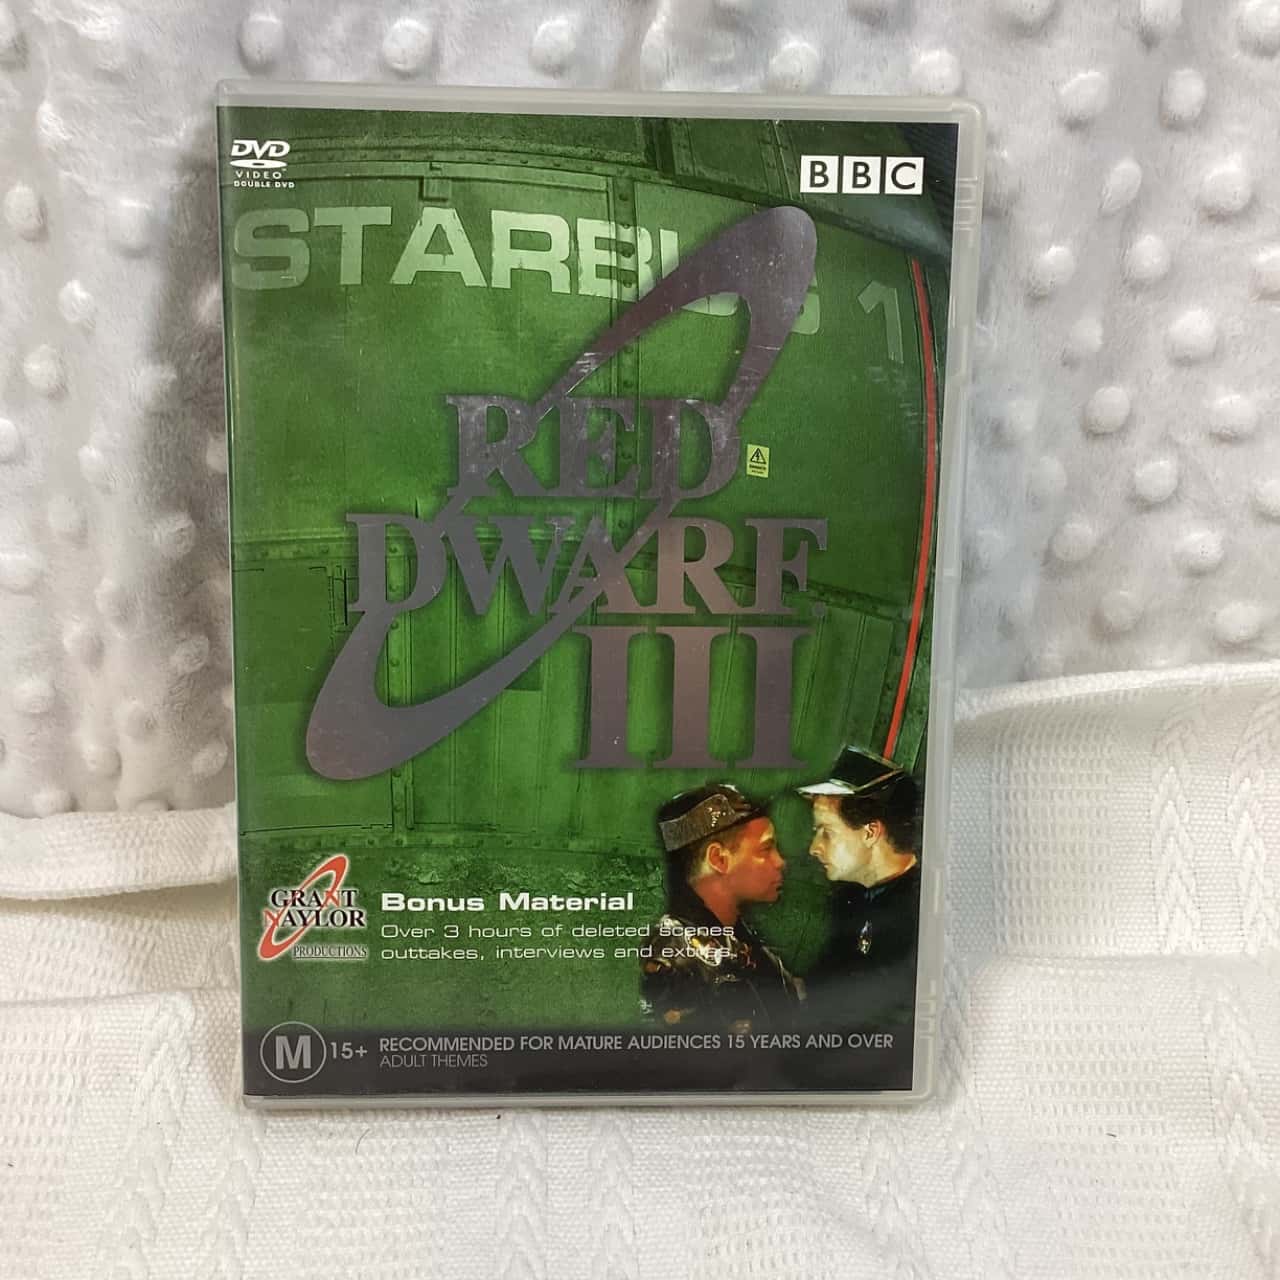 DVD
VIDEO
DOUBLE DVD
BBC
STARBUG 1
RED
DWARF
III
GRANT
NAYLOR
PRODUCTIONS
Bonus Material
Over 3 hours of deleted scenes
outtakes, interviews and extras.
M 15+ RECOMMENDED FOR MATURE AUDIENCES 15 YEARS AND OVER
ADULT THEMES